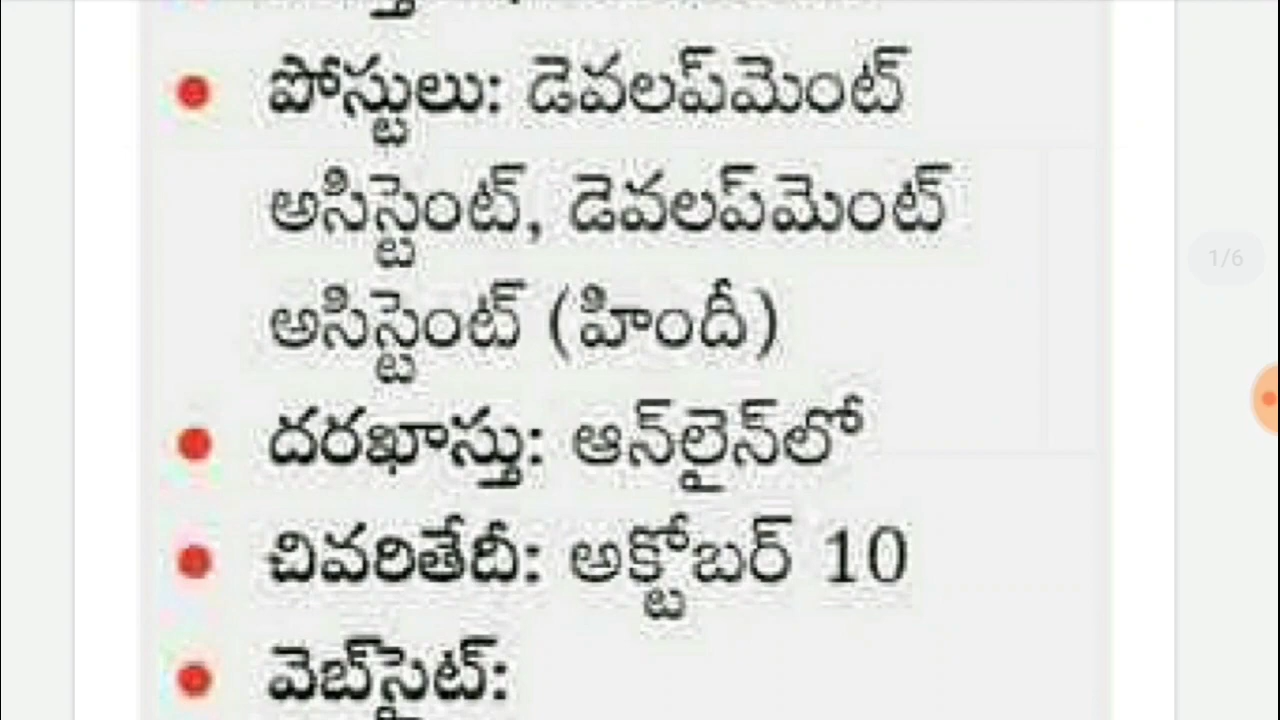 పోస్టులు: డెవలప్‌మెంట్
అసిస్టెంట్, డెవలప్‌మెంట్
అసిస్టెంట్ (హిందీ)
దరఖాస్తు: ఆన్‌లైన్‌లో
చివరితేదీ: అక్టోబర్ 10
వెబ్‌సైట్:
1/6